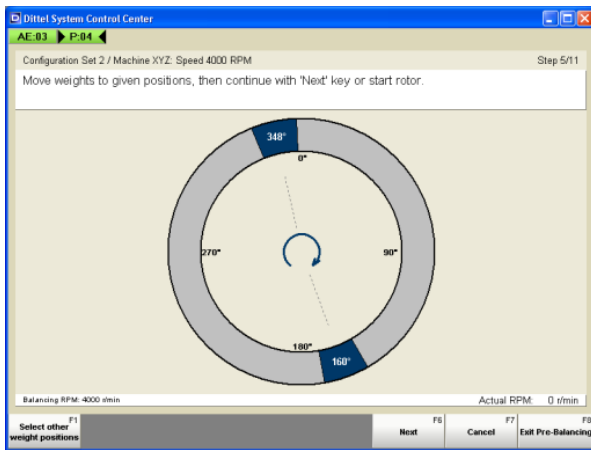 Dittel System Control Center
AE:03 P:04
Configuration Set 2 / Machine XYZ: Speed 4000 RPM Step 5/11
Move weights to given positions, then continue with 'Next' key or start rotor.
348°
0°
270° 90°
180°
160°
Balancing RPM: 4000 r/min Actual RPM: 0 r/min
F1 F6 F7 F8
Select other
weight positions Next Cancel Exit Pre-Balancing